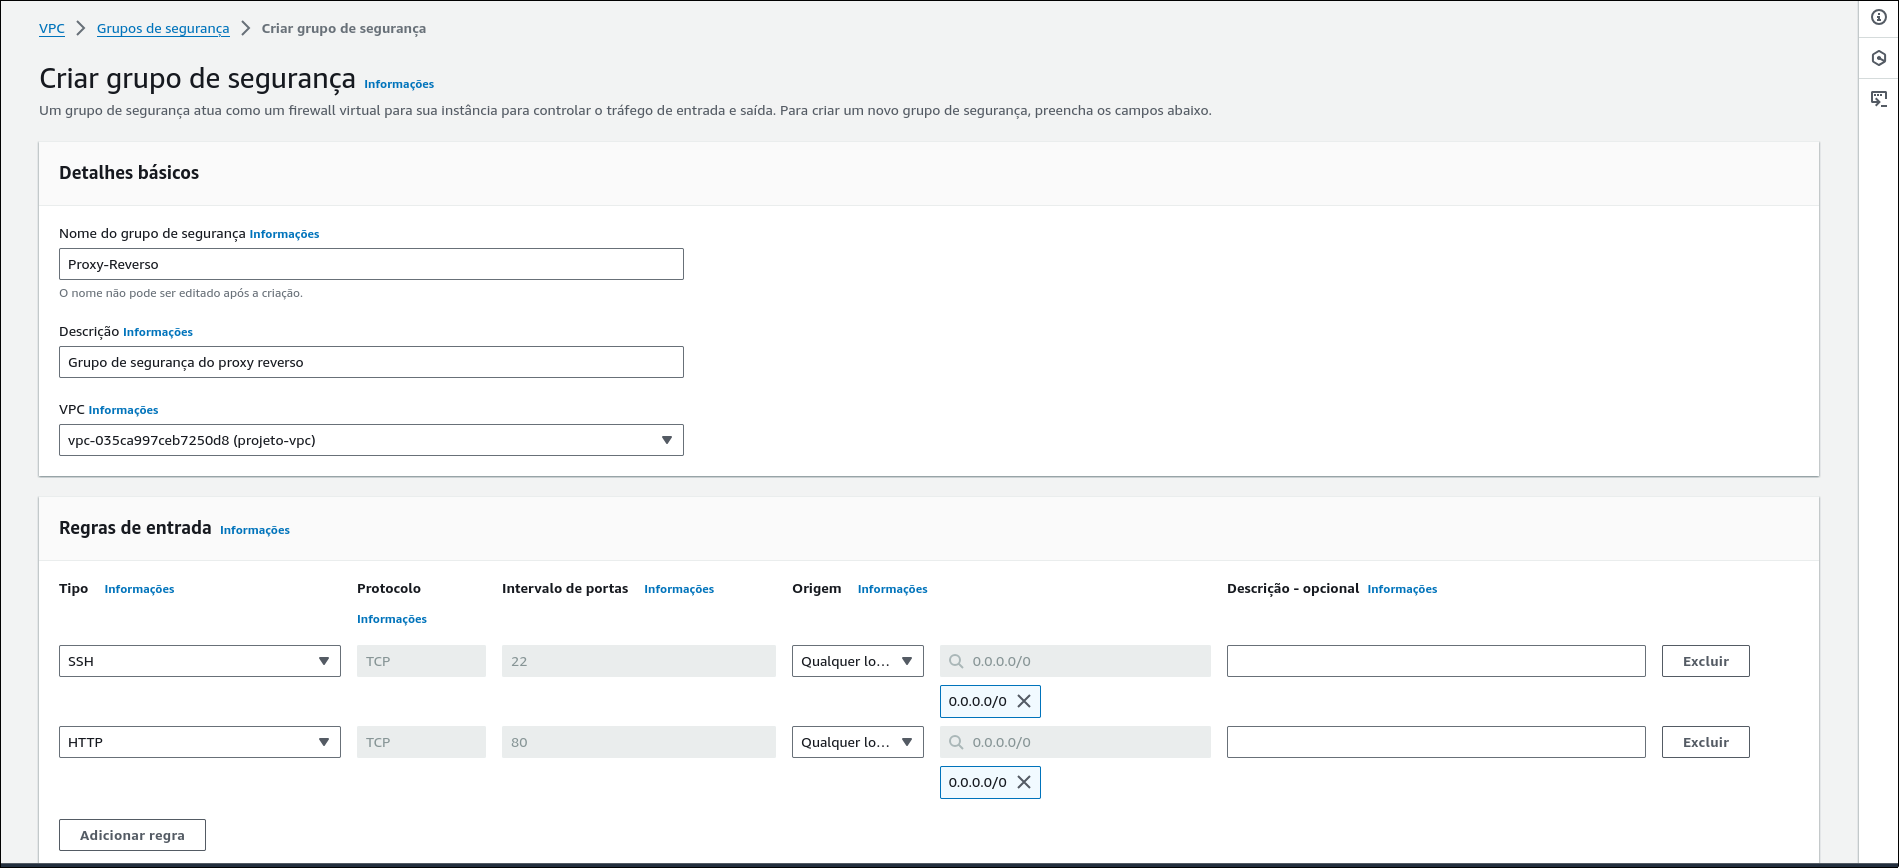 VPC > Grupos de segurança > Criar grupo de segurança
Criar grupo de segurança Informações
Um grupo de segurança atua como um firewall virtual para sua instância para controlar o tráfego de entrada e saída. Para criar um novo grupo de segurança, preencha os campos abaixo.
Detalhes básicos
Nome do grupo de segurança Informações
Proxy-Reverso
O nome não pode ser editado após a criação.
Descrição Informações
Grupo de segurança do proxy reverso
VPC Informações
vpc-035ca997ceb7250d8 (projeto-vpc)
Regras de entrada Informações
Tipo Informações Protocolo Intervalo de portas Informações Origem Informações Descrição - opcional Informações
Informações
SSH TCP 22 Qualquer lo... 0.0.0.0/0 Excluir
0.0.0.0/0
HTTP TCP 80 Qualquer lo... 0.0.0.0/0 Excluir
0.0.0.0/0
Adicionar regra